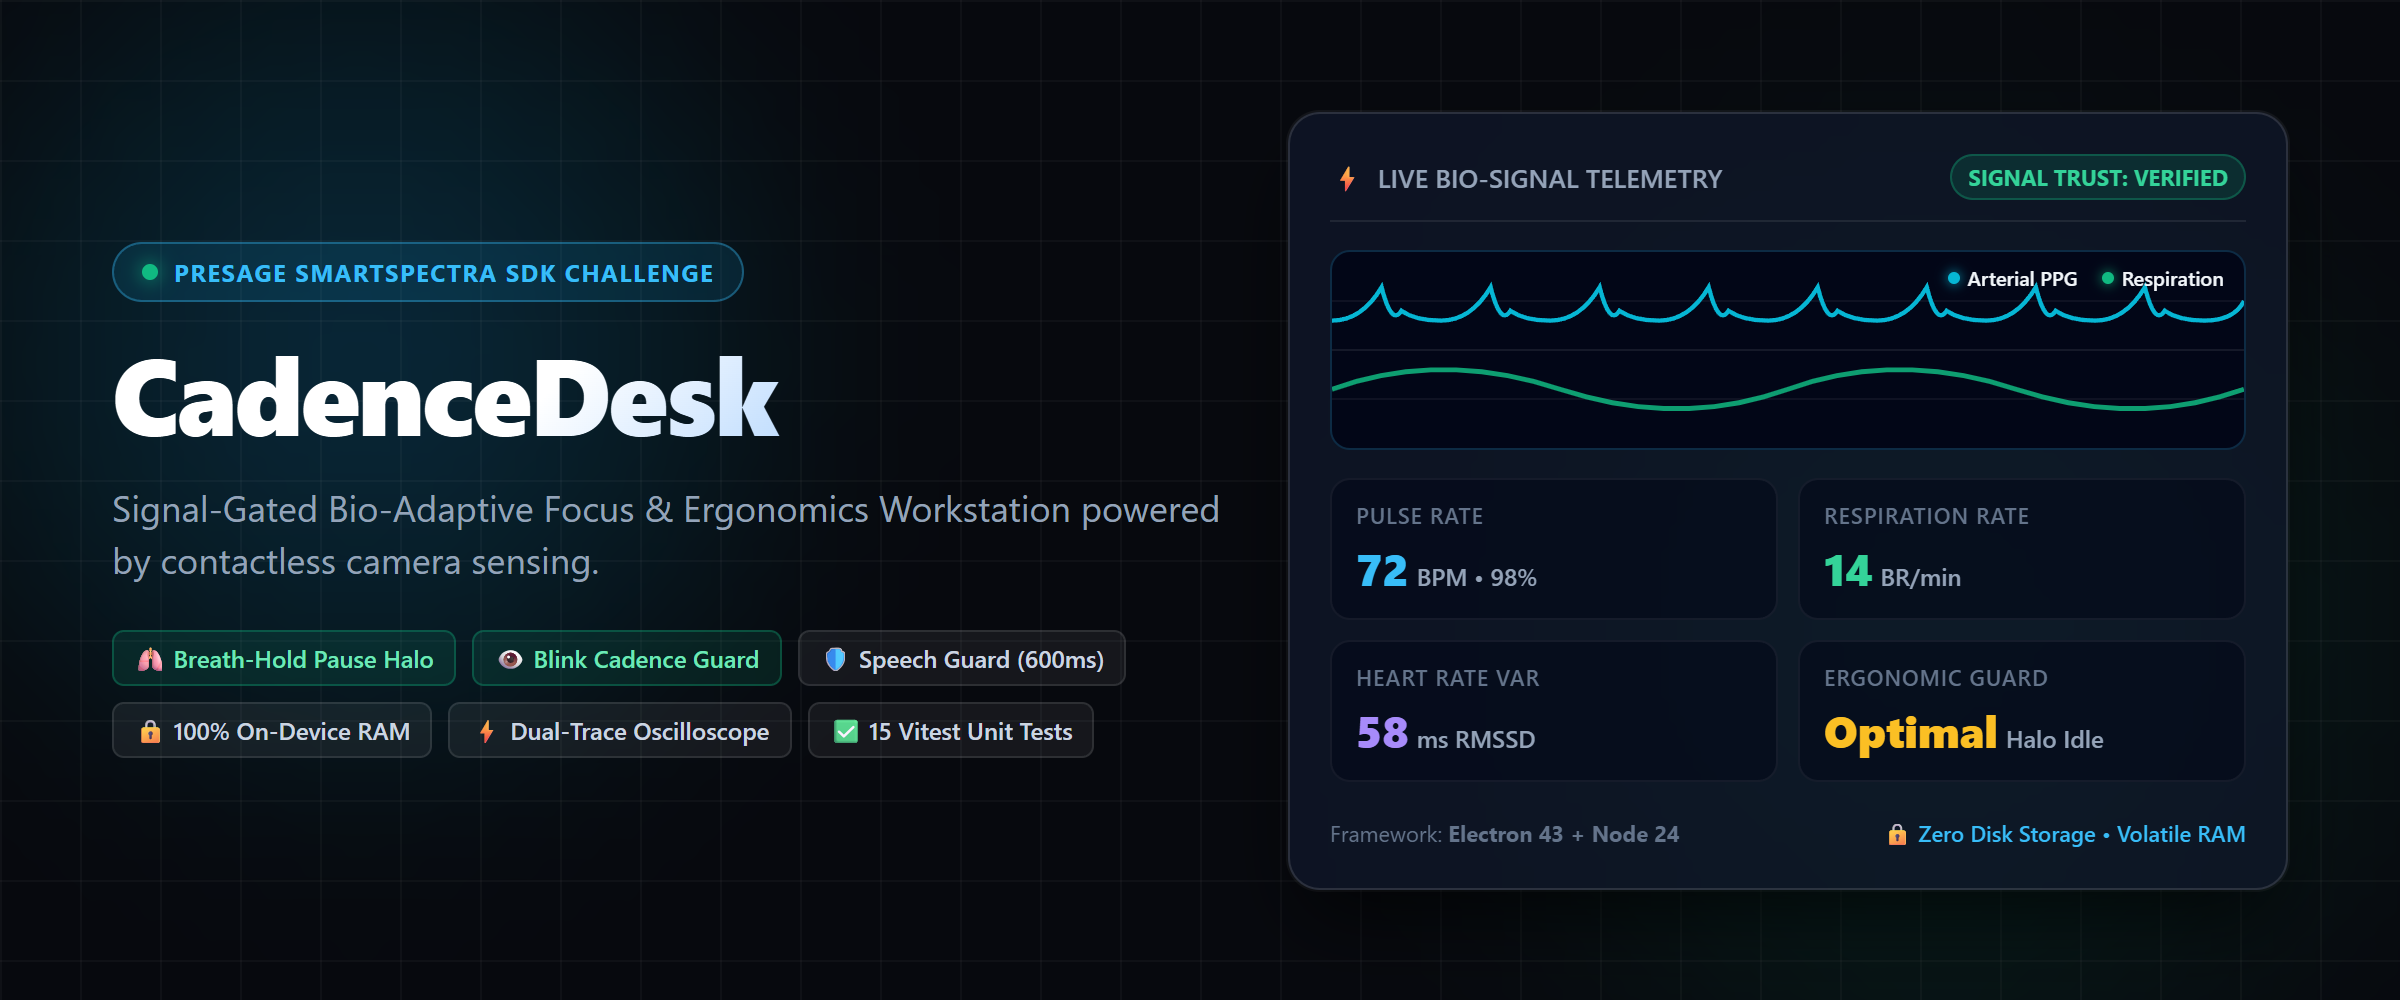 PRESAGE SMARTSPECTRA SDK CHALLENGE
CadenceDesk
Signal-Gated Bio-Adaptive Focus & Ergonomics Workstation powered
by contactless camera sensing.
Breath-Hold Pause Halo
Blink Cadence Guard
Speech Guard (600ms)
100% On-Device RAM
Dual-Trace Oscilloscope
15 Vitest Unit Tests
LIVE BIO-SIGNAL TELEMETRY
SIGNAL TRUST: VERIFIED
Arterial PPG
Respiration
PULSE RATE
72 BPM • 98%
RESPIRATION RATE
14 BR/min
HEART RATE VAR
58 ms RMSSD
ERGONOMIC GUARD
Optimal Halo Idle
Framework: Electron 43 + Node 24
Zero Disk Storage • Volatile RAM